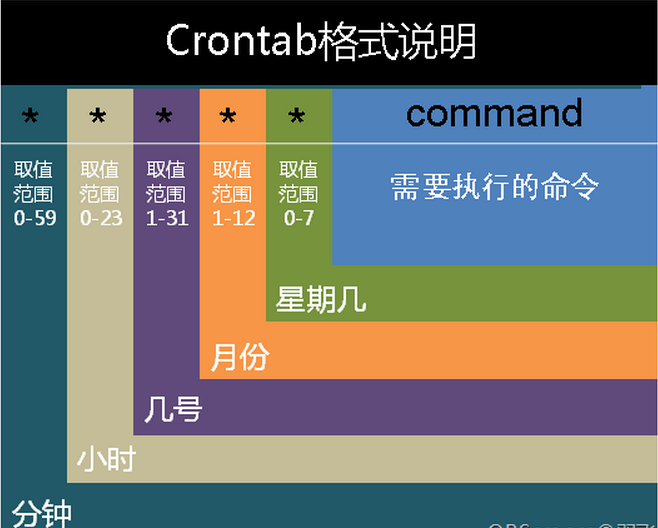 Crontab格式说明
* * * * * command
取值 取值 取值 取值 取值
范围 范围 范围 范围 范围
0-59 0-23 1-31 1-12 0-7
需要执行的命令
星期几
月份
几号
小时
分钟